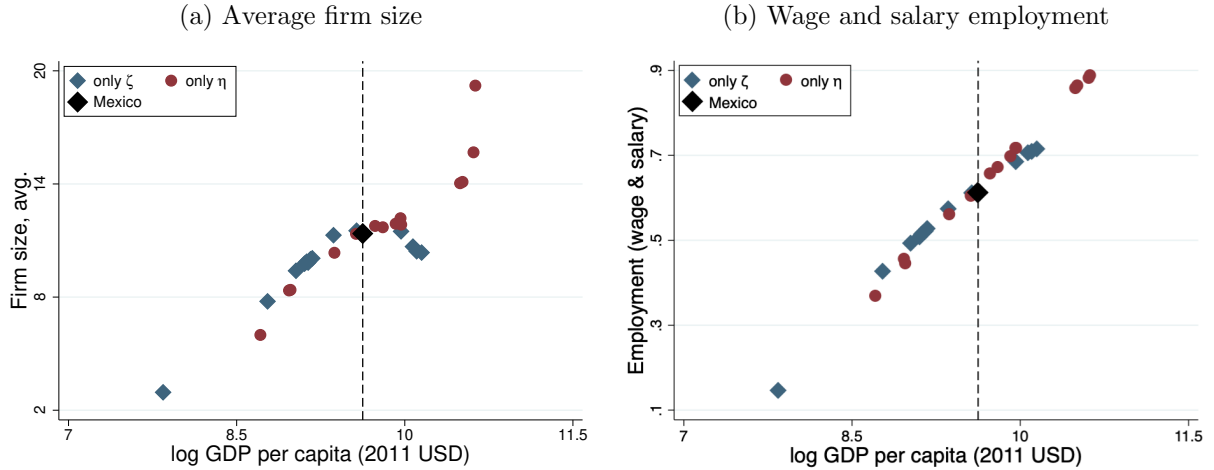 (a) Average firm size
only ζ
only η
Mexico
Firm size, avg.
20
14
8
2
7
8.5
10
11.5
log GDP per capita (2011 USD)
(b) Wage and salary employment
only ζ
only η
Mexico
Employment (wage & salary)
.9
.7
.5
.3
.1
7
8.5
10
11.5
log GDP per capita (2011 USD)